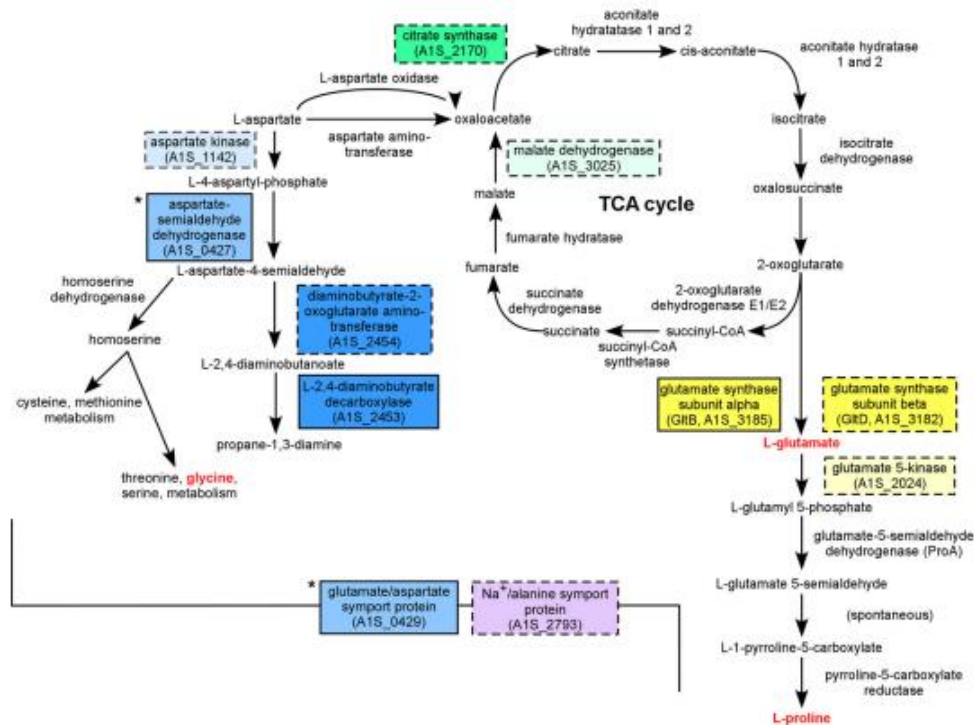 citrate synthase
(A1S_2170)
aconitate
hydratatase 1 and 2
citrate
cis-aconitate
aconitate hydratase
1 and 2
L-aspartate oxidase
L-aspartate
oxaloacetate
isocitrate
aspartate amino-
transferase
aspartate kinase
(A1S_1142)
malate dehydrogenase
(A1S_3025)
isocitrate
dehydrogenase
L-4-aspartyl-phosphate
malate
oxalosuccinate
TCA cycle
*
aspartate-
semialdehyde
dehydrogenase
(A1S_0427)
fumarate hydratase
L-aspartate-4-semialdehyde
fumarate
2-oxoglutarate
homoserine
dehydrogenase
diaminobutyrate-2-
oxoglutarate amino-
transferase
(A1S_2454)
succinate
dehydrogenase
2-oxoglutarate
dehydrogenase E1/E2
homoserine
succinate
succinyl-CoA
succinyl-CoA
synthetase
L-2,4-diaminobutanoate
cysteine, methionine
metabolism
L-2,4-diaminobutyrate
decarboxylase
(A1S_2453)
glutamate synthase
subunit alpha
(GltB, A1S_3185)
glutamate synthase
subunit beta
(GltD, A1S_3182)
propane-1,3-diamine
L-glutamate
threonine, glycine,
serine, metabolism
glutamate 5-kinase
(A1S_2024)
L-glutamyl 5-phosphate
glutamate-5-semialdehyde
dehydrogenase (ProA)
L-glutamate 5-semialdehyde
*
glutamate/aspartate
symport protein
(A1S_0429)
Na+/alanine symport
protein
(A1S_2793)
(spontaneous)
L-1-pyrroline-5-carboxylate
pyrroline-5-carboxylate
reductase
L-proline